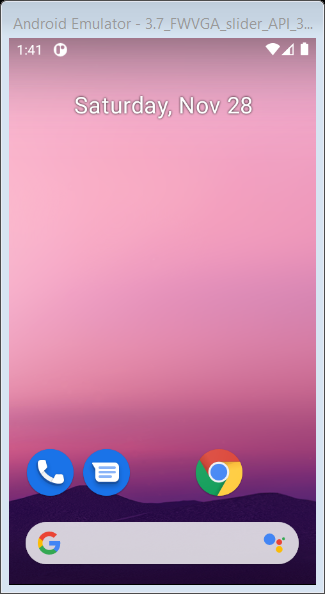 Android Emulator - 3.7_FWVGA_slider_API_3...
1:41
Saturday, Nov 28